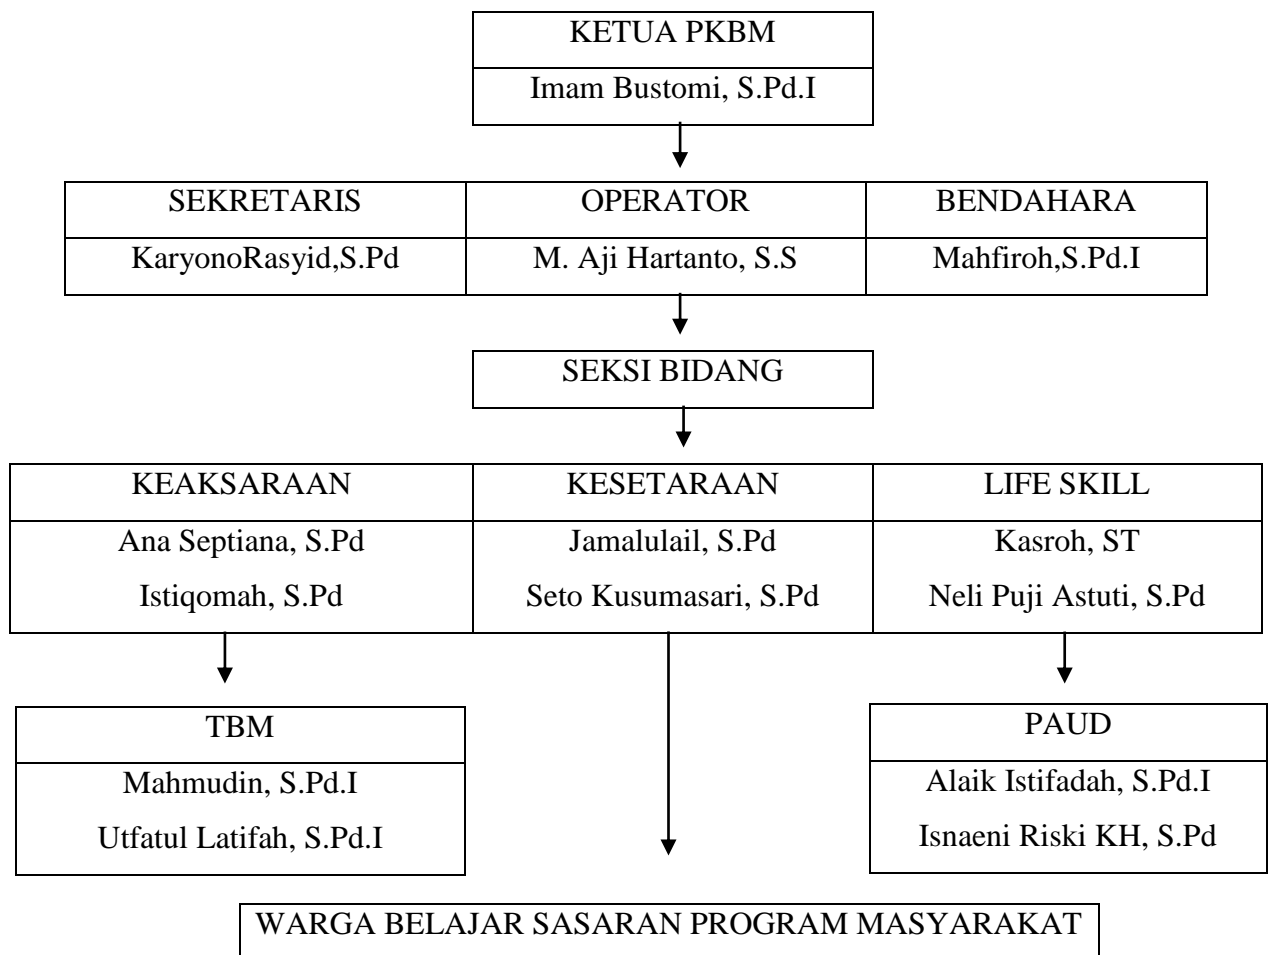 KETUA PKBM
Imam Bustomi, S.Pd.I
SEKRETARIS
OPERATOR
BENDAHARA
KaryonoRasyid,S.Pd
M. Aji Hartanto, S.S
Mahfiroh,S.Pd.I
SEKSI BIDANG
KEAKSARAAN
KESETARAAN
LIFE SKILL
Ana Septiana, S.Pd
Istiqomah, S.Pd
Jamalulail, S.Pd
Seto Kusumasari, S.Pd
Kasroh, ST
Neli Puji Astuti, S.Pd
TBM
Mahmudin, S.Pd.I
Utfatul Latifah, S.Pd.I
PAUD
Alaik Istifadah, S.Pd.I
Isnaeni Riski KH, S.Pd
WARGA BELAJAR SASARAN PROGRAM MASYARAKAT